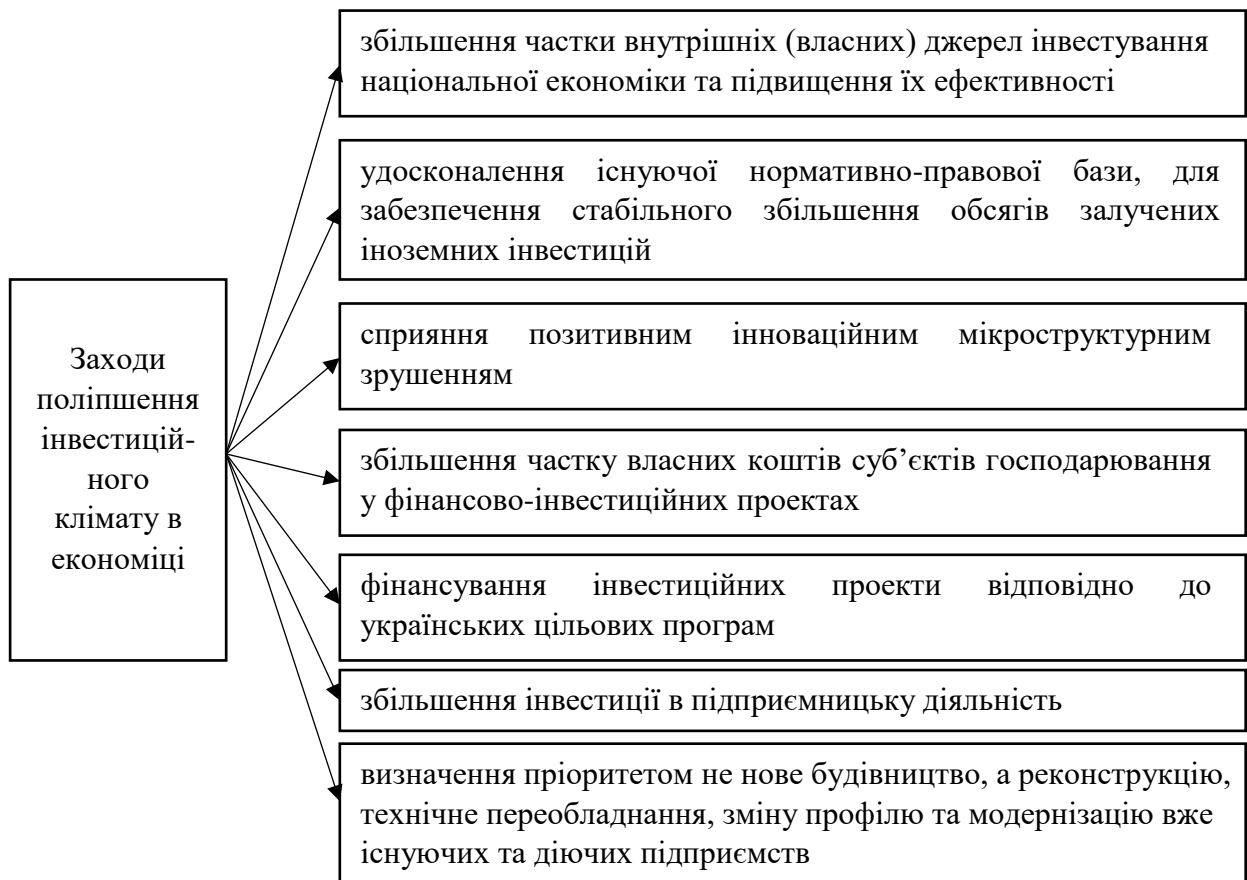 збільшення частки внутрішніх (власних) джерел інвестування
національної економіки та підвищення їх ефективності
удосконалення існуючої нормативно-правової бази, для
забезпечення стабільного збільшення обсягів залучених
іноземних інвестицій
сприяння позитивним інноваційним мікроструктурним
зрушенням
Заходи
поліпшення
інвестицій-
ного
клімату в
економіці
збільшення частку власних коштів суб’єктів господарювання
у фінансово-інвестиційних проектах
фінансування інвестиційних проекти відповідно до
українських цільових програм
збільшення інвестиції в підприємницьку діяльність
визначення пріоритетом не нове будівництво, а реконструкцію,
технічне переобладнання, зміну профілю та модернізацію вже
існуючих та діючих підприємств